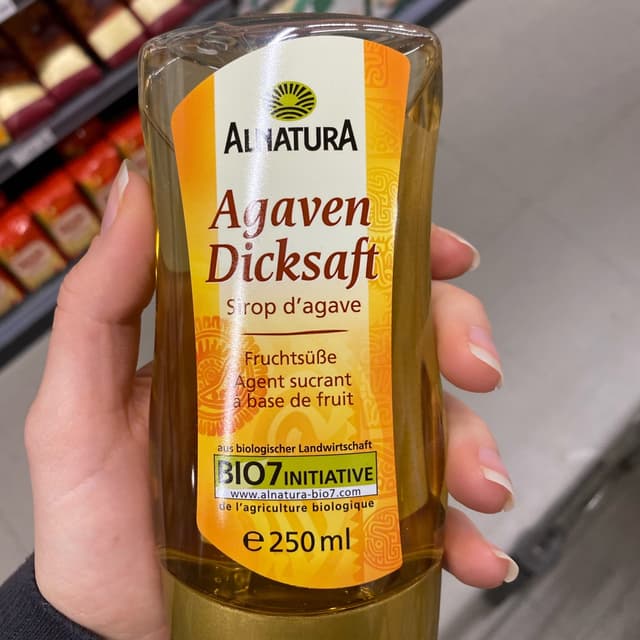 ALNATURA
Agaven
Dicksaft
Sirop d'agave
Fruchtsüße
Agent sucrant
à base de fruit
aus biologischer Landwirtschaft
BIO7 INITIATIVE
www.alnatura-bio7.com
de l'agriculture biologique
e 250 ml